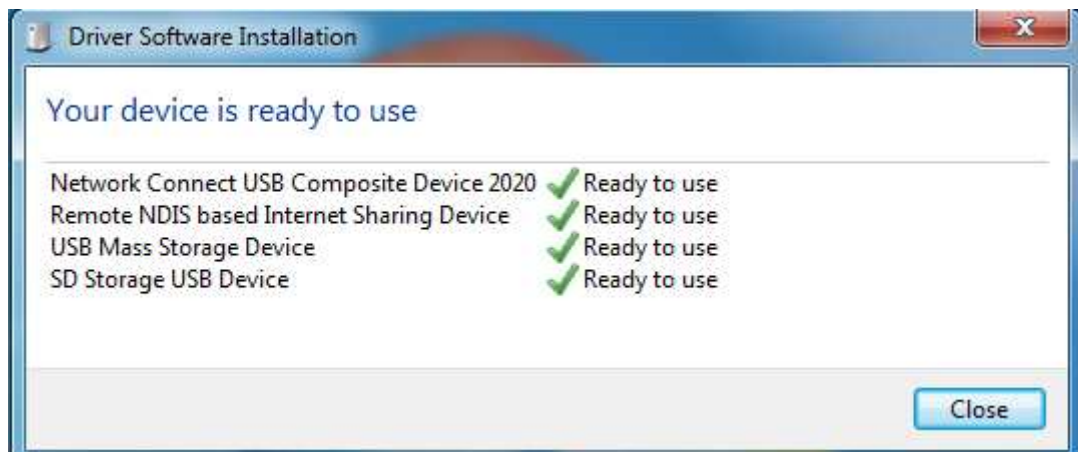 Driver Software Installation
Your device is ready to use
Network Connect USB Composite Device 2020 Ready to use
Remote NDIS based Internet Sharing Device Ready to use
USB Mass Storage Device Ready to use
SD Storage USB Device Ready to use
Close